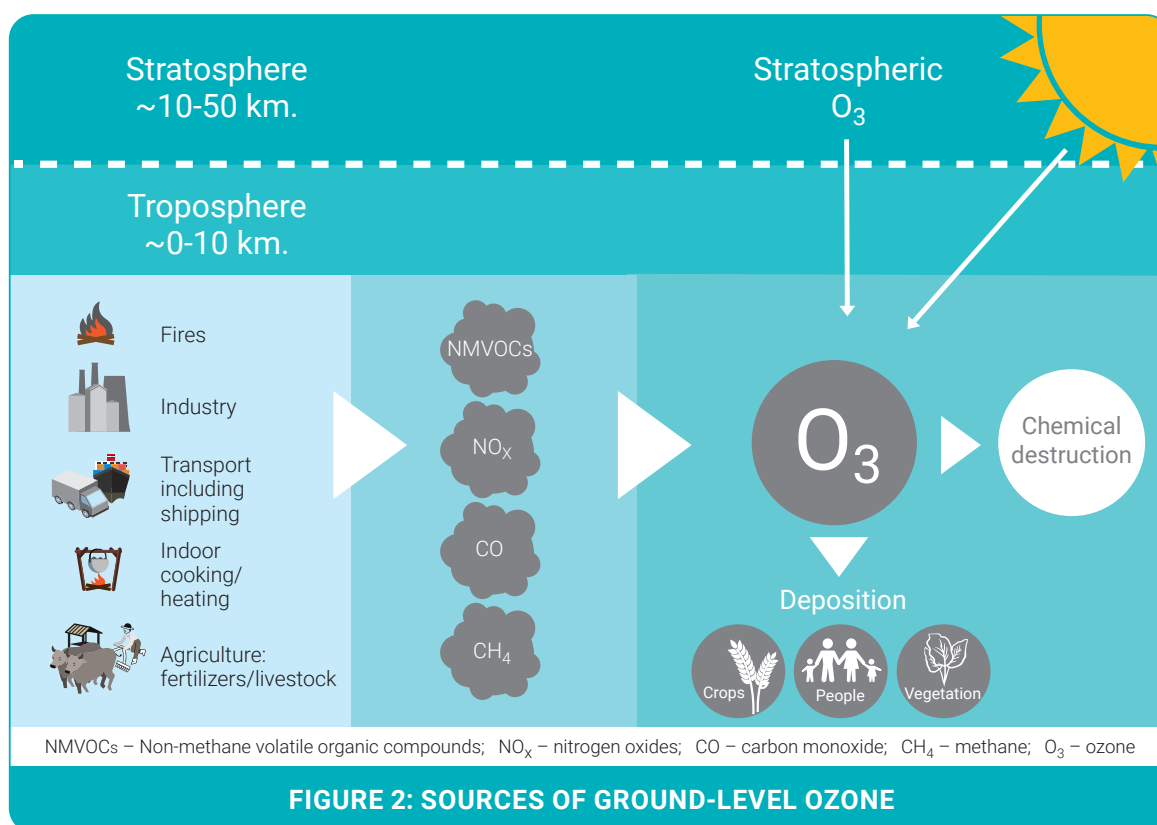 Stratosphere
~10-50 km.
Stratospheric
O₃
Troposphere
~0-10 km.
Fires
Industry
Transport
including
shipping
Indoor
cooking/
heating
Agriculture:
fertilizers/livestock
NMVOCs
NOₓ
CO
CH₄
O₃
Chemical
destruction
Deposition
Crops
People
Vegetation
NMVOCs – Non-methane volatile organic compounds; NOₓ – nitrogen oxides; CO – carbon monoxide; CH₄ – methane; O₃ – ozone
FIGURE 2: SOURCES OF GROUND-LEVEL OZONE